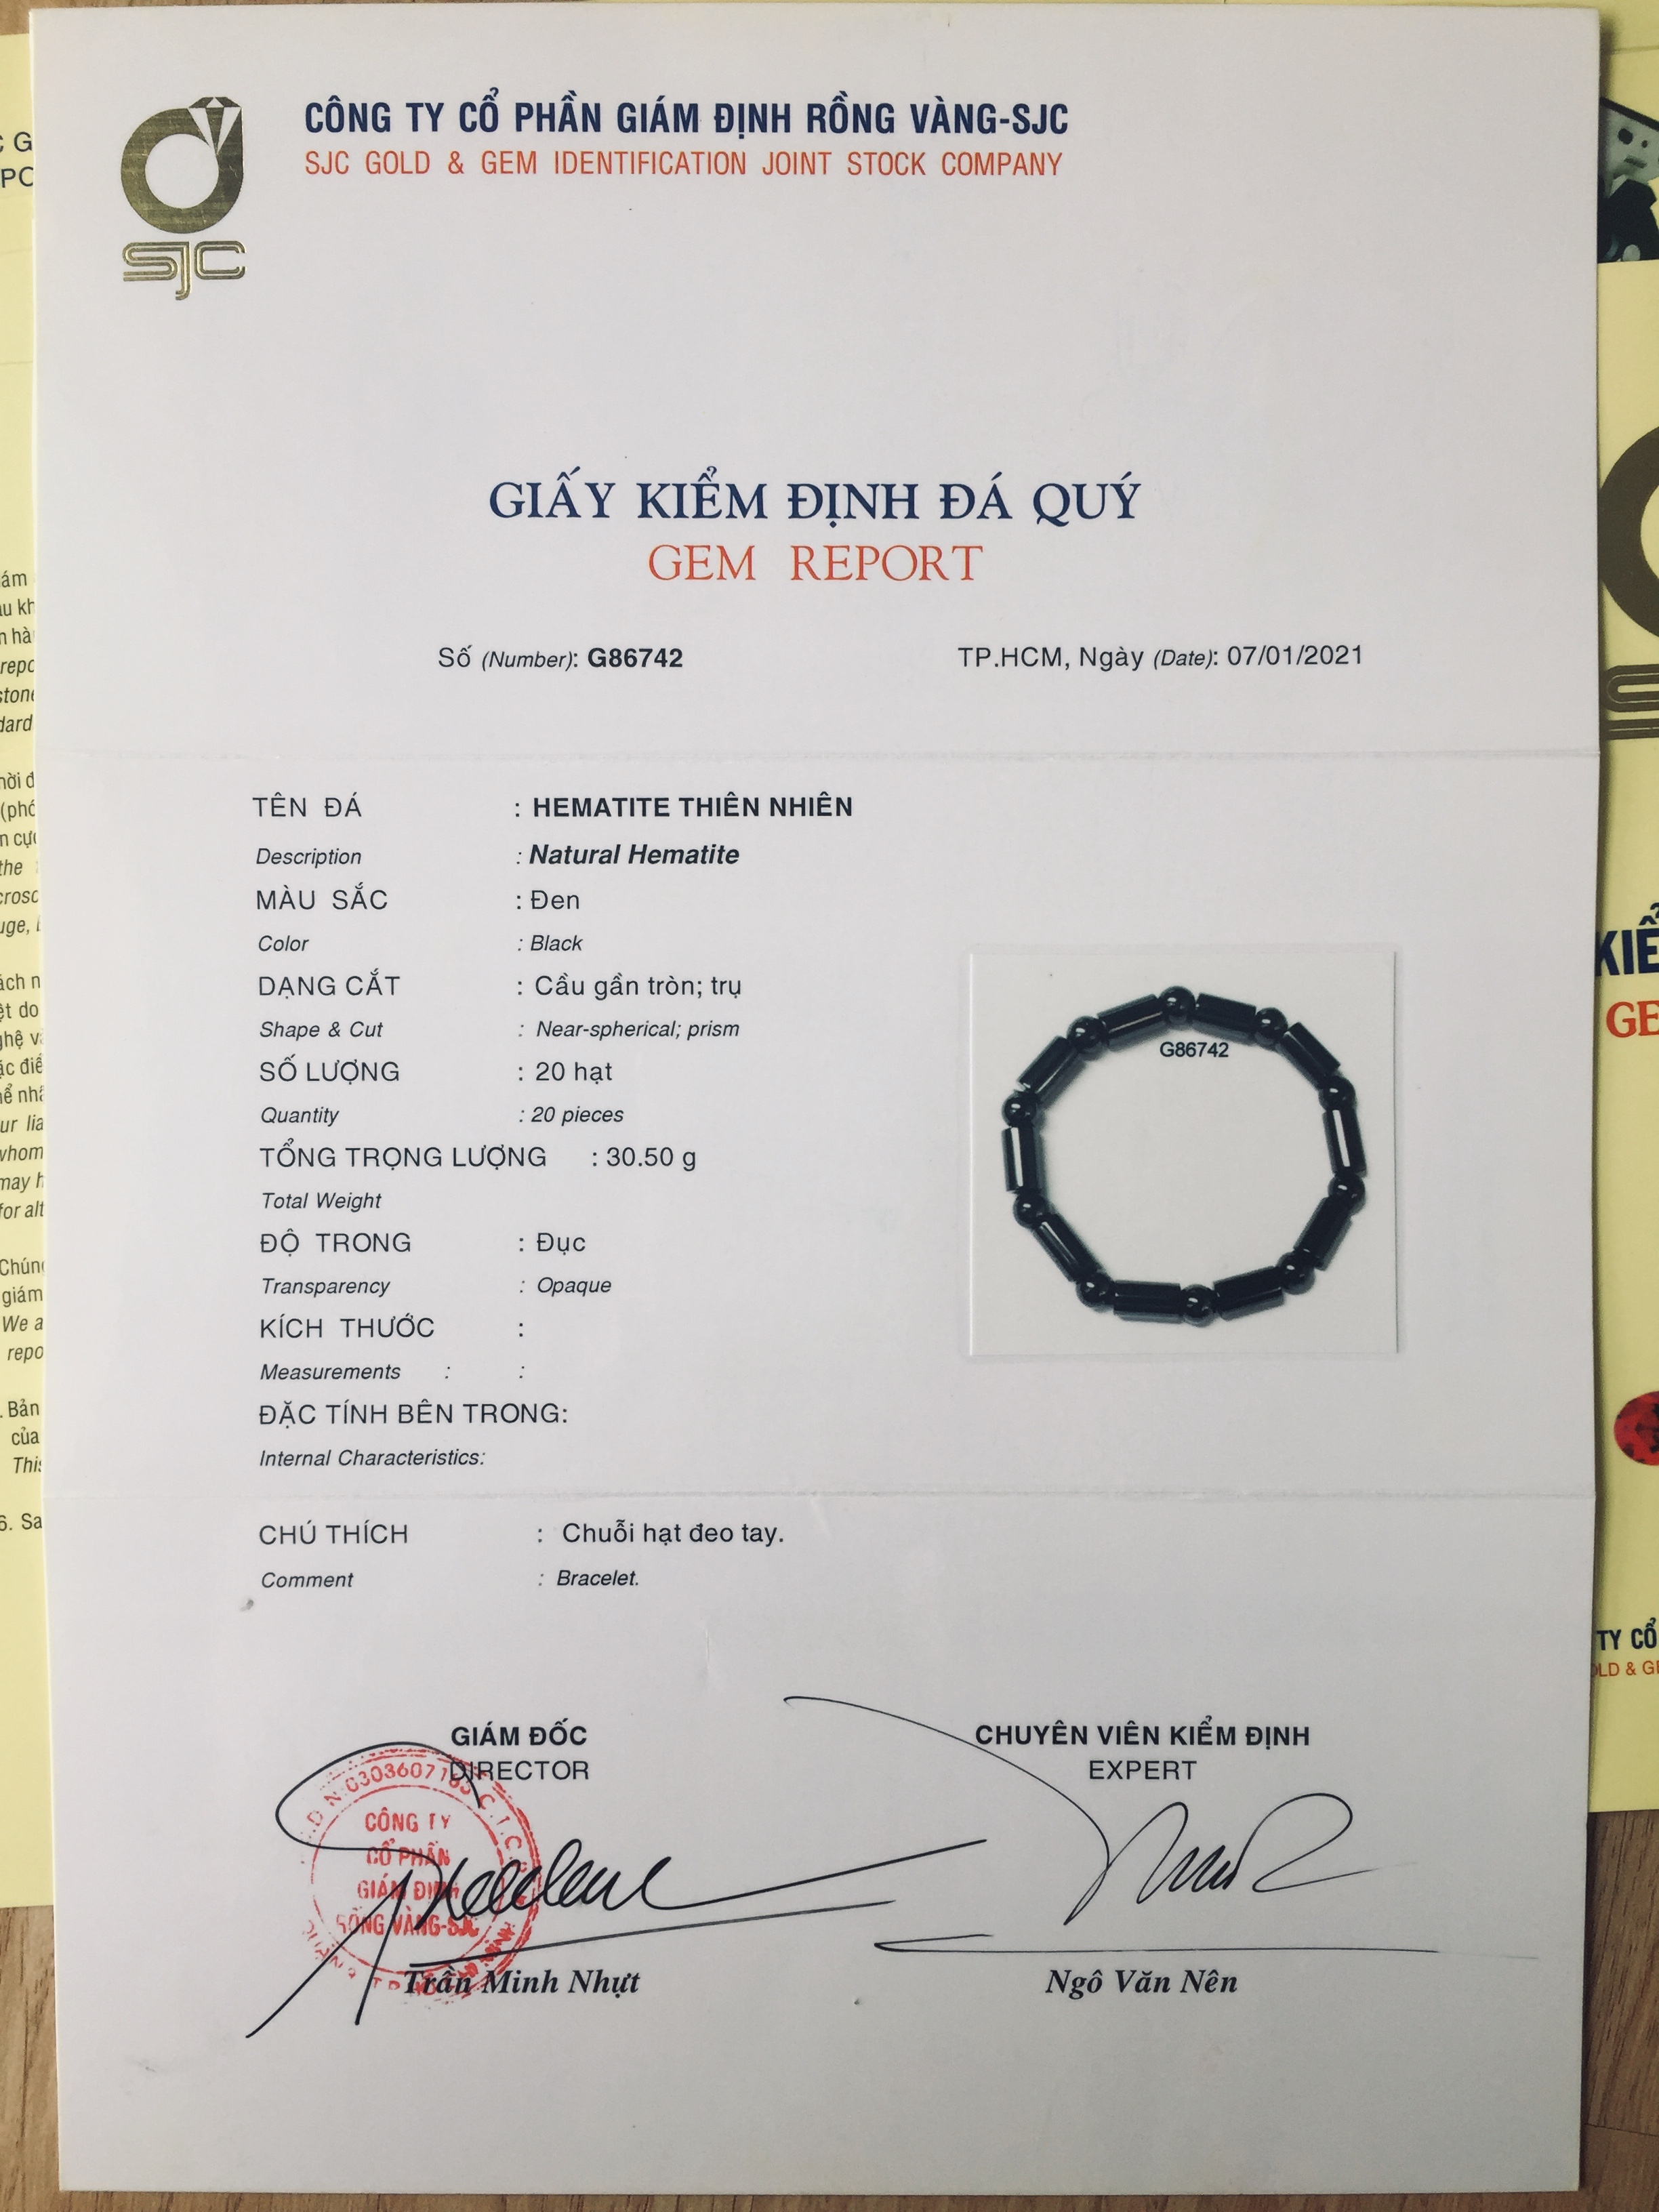 SJC
CÔNG TY CỔ PHẦN GIÁM ĐỊNH RỒNG VÀNG-SJC
SJC GOLD & GEM IDENTIFICATION JOINT STOCK COMPANY
GIẤY KIỂM ĐỊNH ĐÁ QUÝ
GEM REPORT
Số (Number): G86742 TP.HCM, Ngày (Date): 07/01/2021
TÊN ĐÁ : HEMATITE THIÊN NHIÊN
Description : Natural Hematite
MÀU SẮC : Đen
Color : Black
DẠNG CẮT : Cầu gần tròn; trụ
Shape & Cut : Near-spherical; prism
SỐ LƯỢNG : 20 hạt
Quantity : 20 pieces
TỔNG TRỌNG LƯỢNG : 30.50 g
Total Weight
ĐỘ TRONG : Đục
Transparency : Opaque
KÍCH THƯỚC :
Measurements : :
ĐẶC TÍNH BÊN TRONG:
Internal Characteristics:
G86742
CHÚ THÍCH : Chuỗi hạt đeo tay.
Comment : Bracelet.
GIÁM ĐỐC
DIRECTOR
CÔNG TY
CỔ PHẦN
GIÁM ĐỊNH
RỒNG VÀNG-SJC
Trần Minh Nhựt
CHUYÊN VIÊN KIỂM ĐỊNH
EXPERT
Ngô Văn Nên